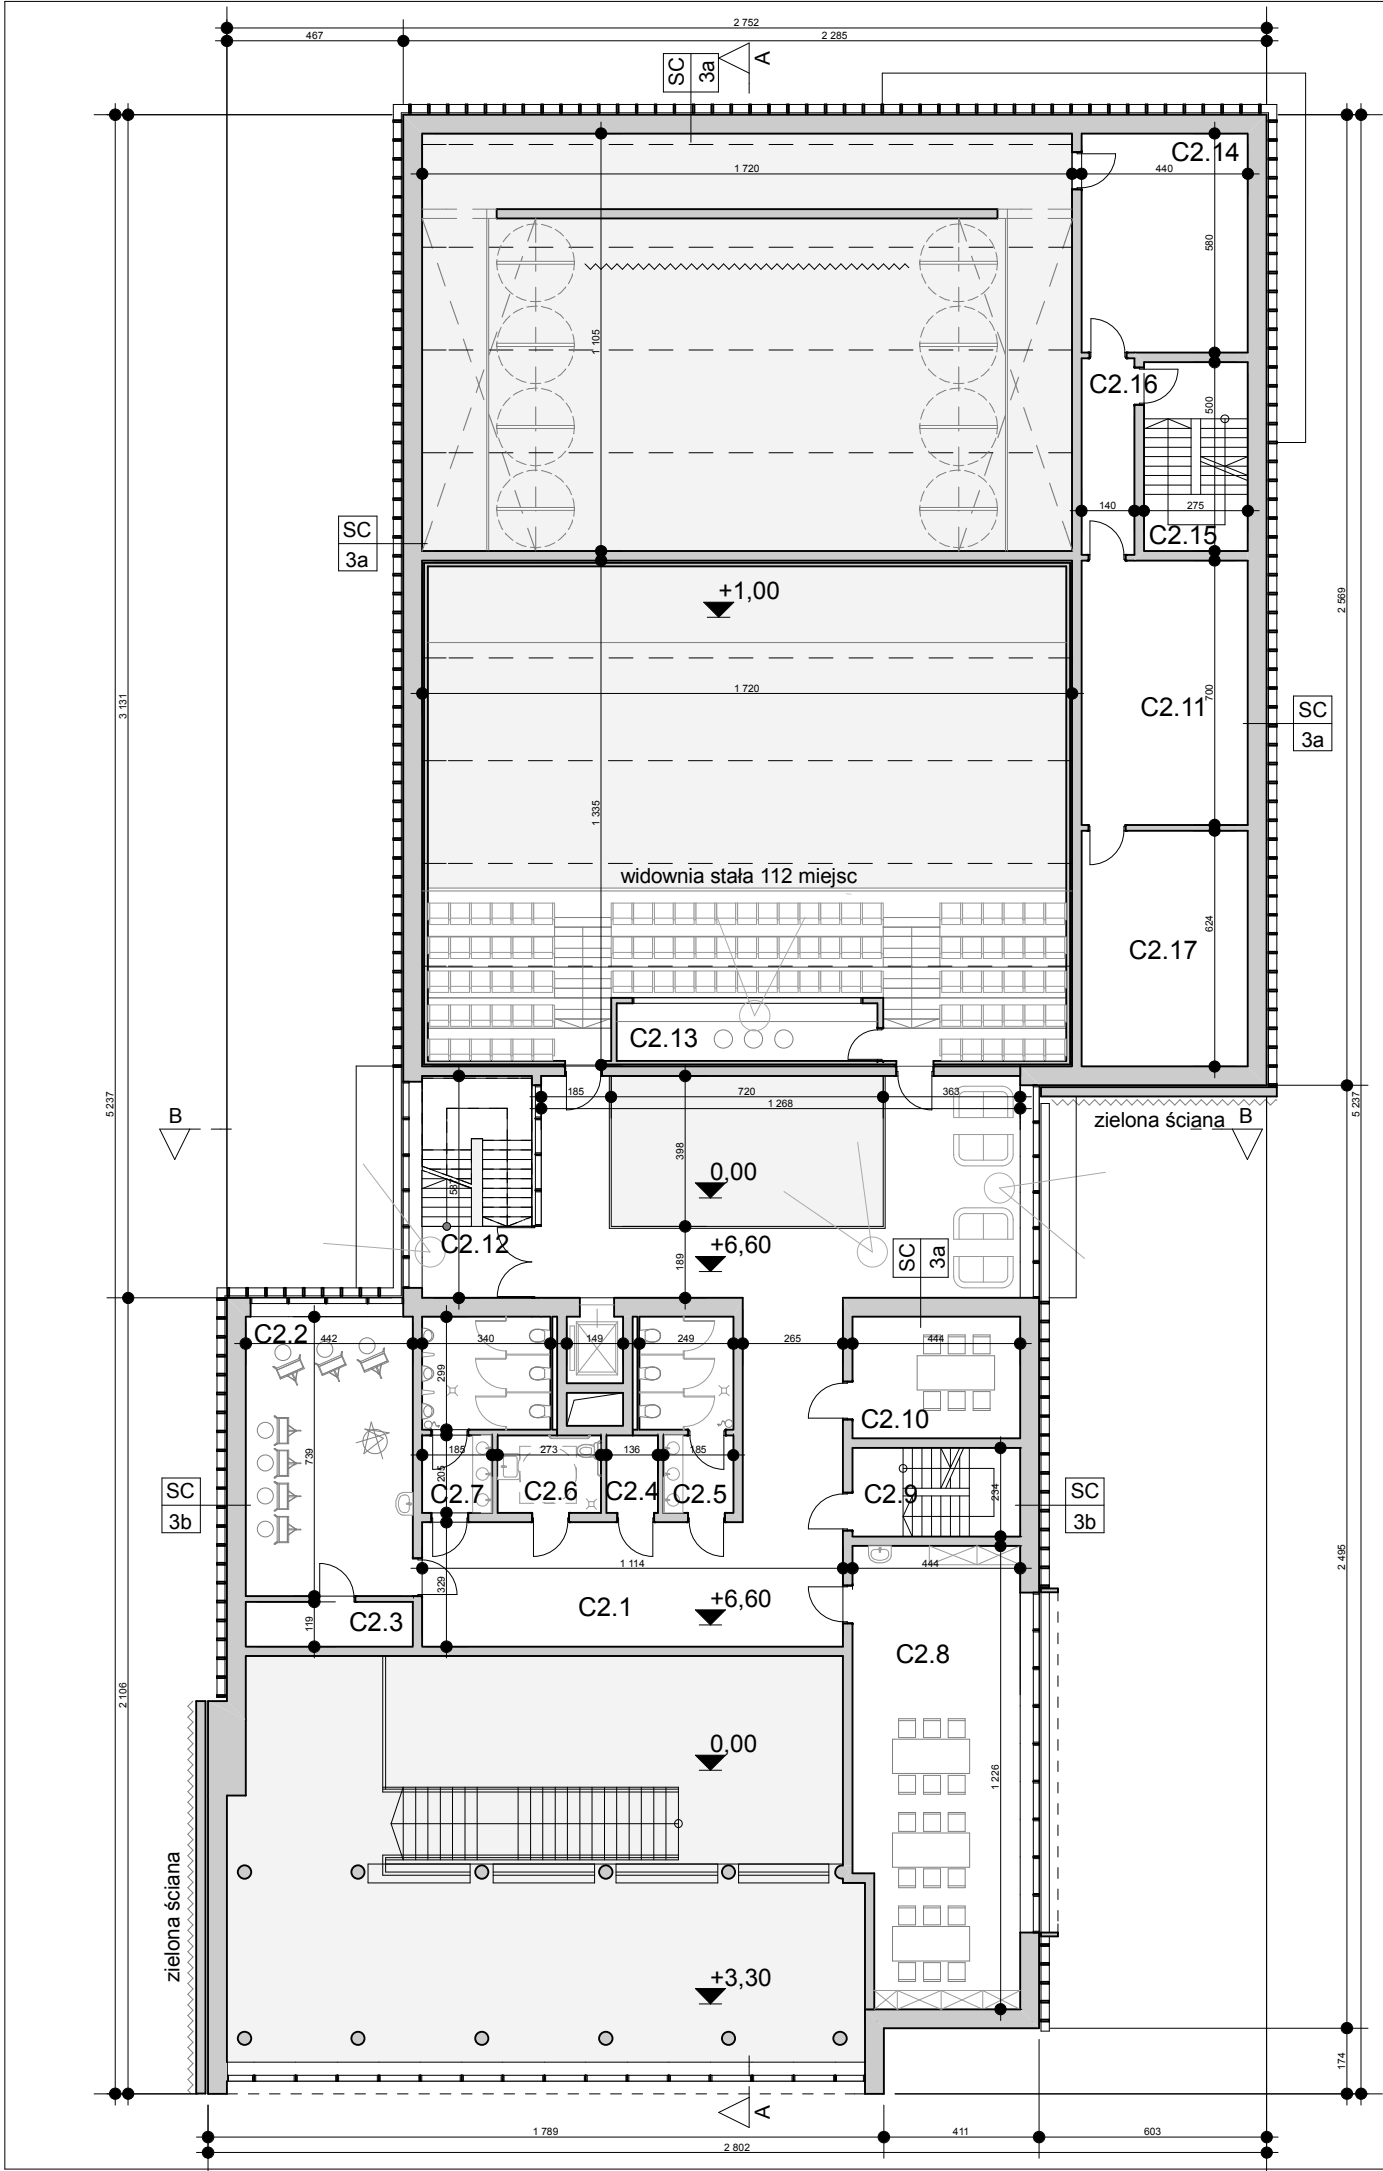 2 752
467
2 285
SC
3a
A
C2.14
1 720
440
580
1 105
C2.16
500
140
275
C2.15
SC
3a
+1,00
2 569
3 131
1 720
700
C2.11
SC
3a
1 335
widownia stała 112 miejsc
624
C2.17
C2.13
185
720
363
1 268
5 237
5 237
B
zielona ściana
B
398
587
0,00
C2.12
+6,60
189
SC
3a
C2.2
442
340
149
249
265
444
299
C2.10
739
185
273
136
185
205
SC
3b
C2.7
C2.6
C2.4
C2.5
C2.9
234
SC
3b
1 114
444
329
2 495
C2.1
+6,60
119
C2.3
C2.8
2 106
0,00
1 226
zielona ściana
+3,30
174
A
1 789
411
603
2 802